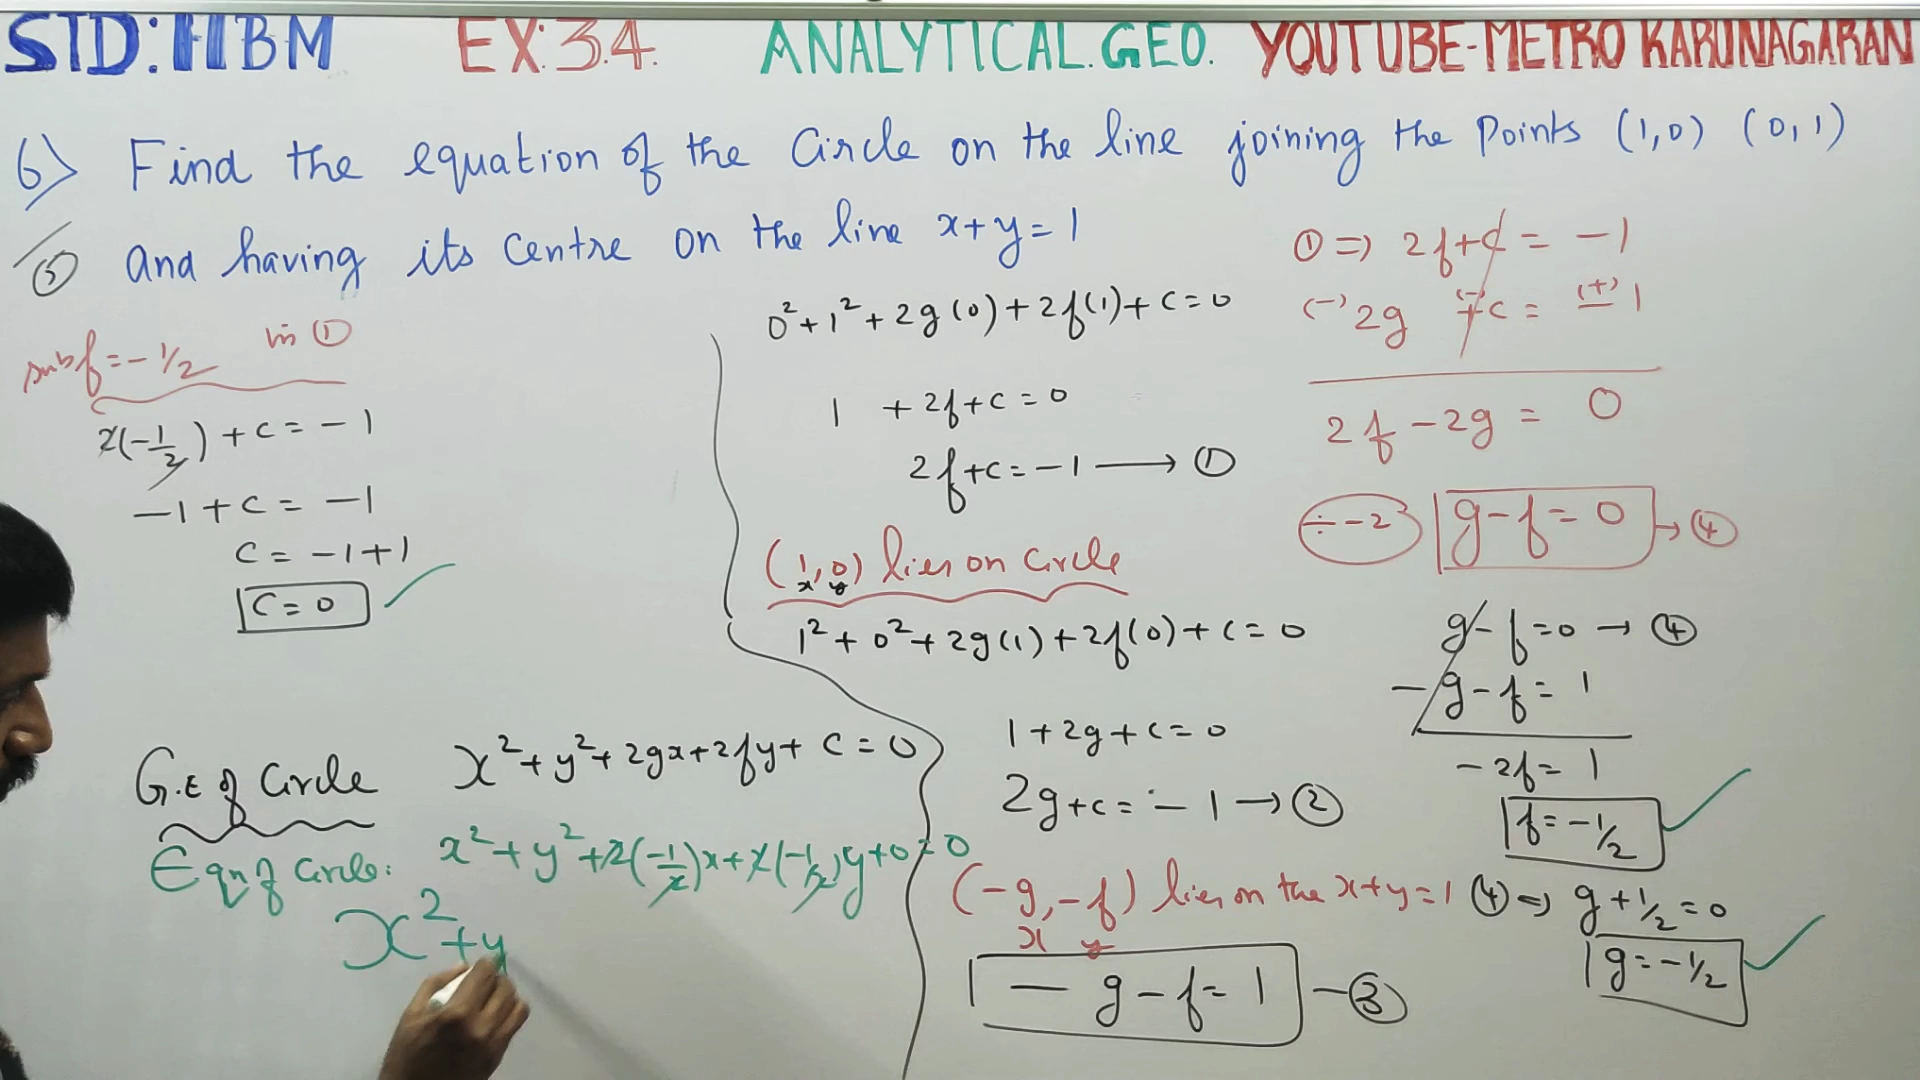 STD: 11 BM EX: 3.4. ANALYTICAL. GEO. YOUTUBE-METRO KARUNAGARAN
6) Find the equation of the Circle on the line joining the points (1,0) (0,1)
⑤ and having its centre on the line x+y=1
sub f=-1/2 in ①
2(-1/2)+c=-1
-1+c=-1
c=-1+1
c=0
G.E of Circle x²+y²+2gx+2fy+c=0
Eqn of Circle: x²+y²+2(-1/2)x+2(-1/2)y+0=0
x²+y
0²+1²+2g(0)+2f(1)+c=0
1 +2f+c=0
2f+c=-1 → ①
(1,0) lies on circle
x y
1²+0²+2g(1)+2f(0)+c=0
1+2g+c=0
2g+c=-1 → ②
(-g,-f) lies on the x+y=1
x y
-g-f=1 - ③
① ⇒ 2f+c=-1
(-) 2g (-)+c= (+)-1
2f-2g=0
÷-2 g-f=0 → ④
g-f=0 → ④
-g-f=1
-2f=1
f=-1/2
④ ⇒ g+1/2=0
g=-1/2